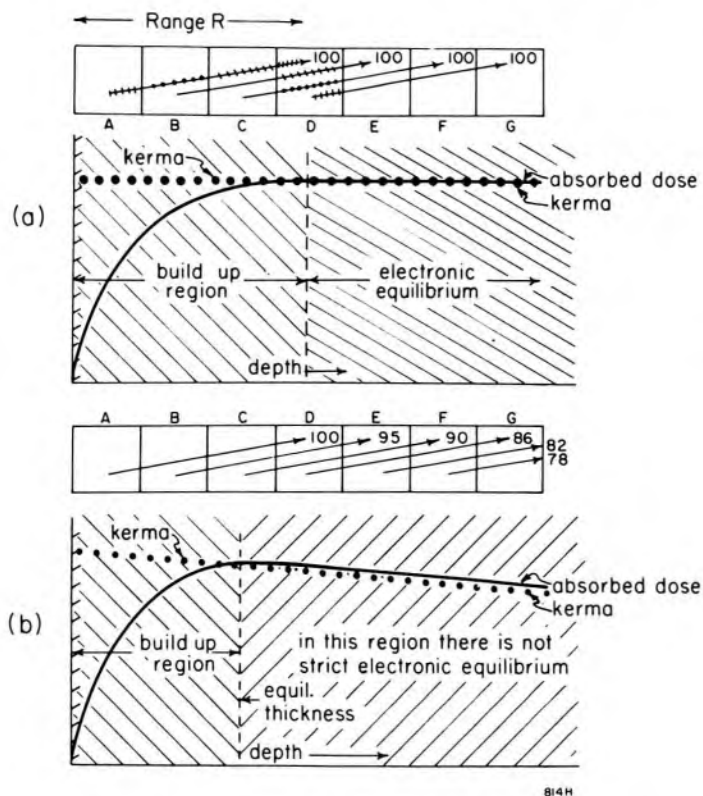 Range R
100 100 100 100
A B C D E F G
kerma
absorbed dose
kerma
(a)
build up
region
electronic
equilibrium
depth
A B C D E F G
100 95 90 86 82
78
kerma
absorbed dose
kerma
(b)
build up
region
in this region there is not
strict electronic equilibrium
equil.
thickness
depth
814H